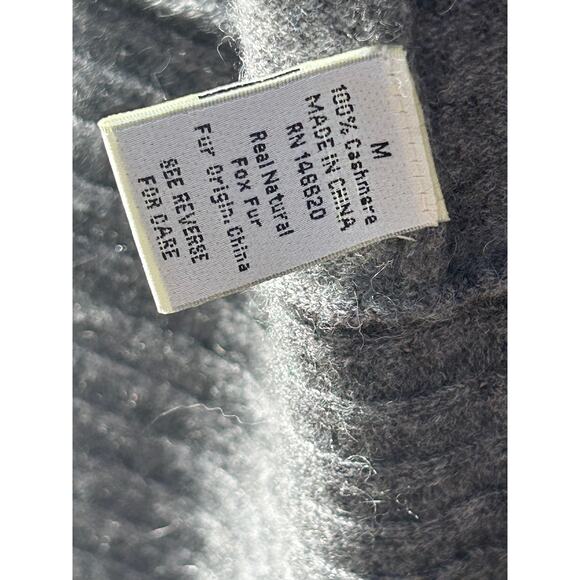 M
100% Cashmere
MADE IN CHINA
RN 146620
Real Natural
Fox Fur
Fur Origin: China
SEE REVERSE
FOR CARE